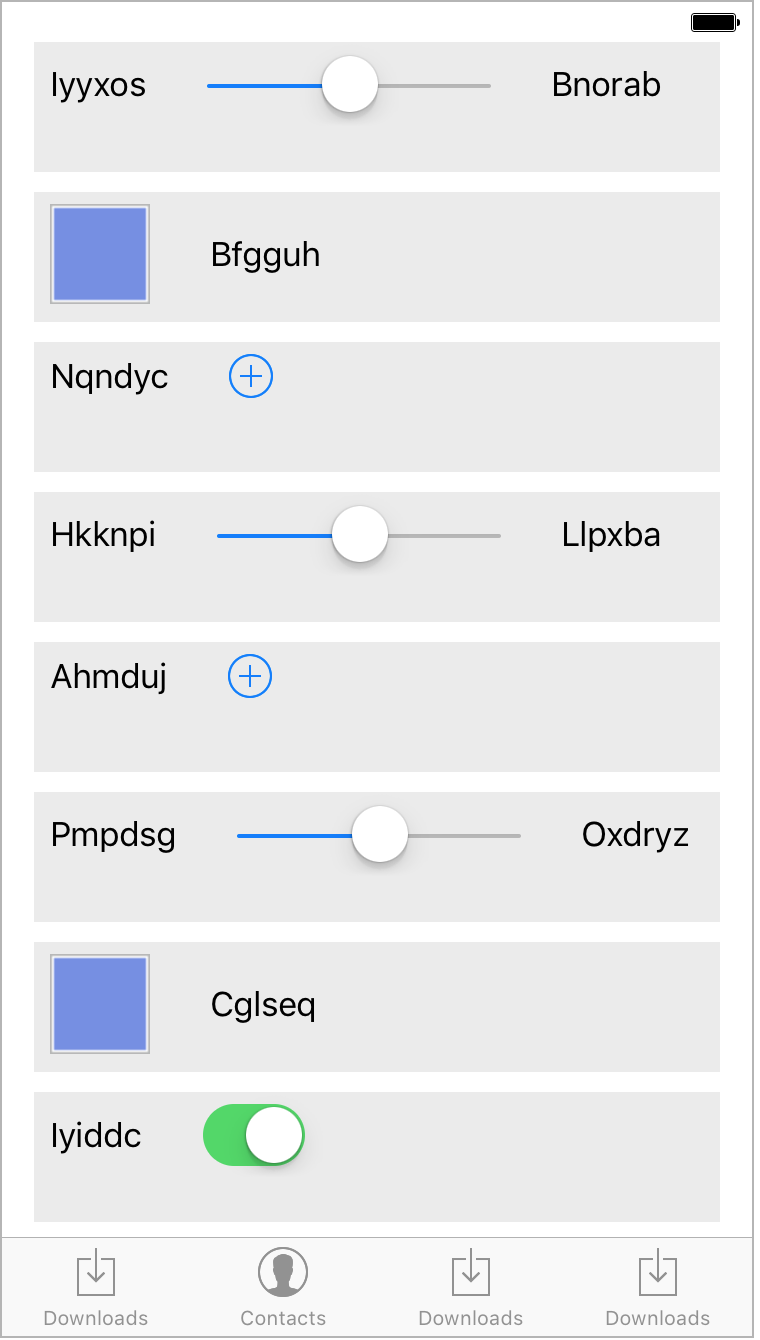 Iyyxos Bnorab
Bfgguh
Nqndyc
Hkknpi Llpxba
Ahmduj
Pmpdsg Oxdryz
Cglseq
Iyiddc
Downloads Contacts Downloads Downloads